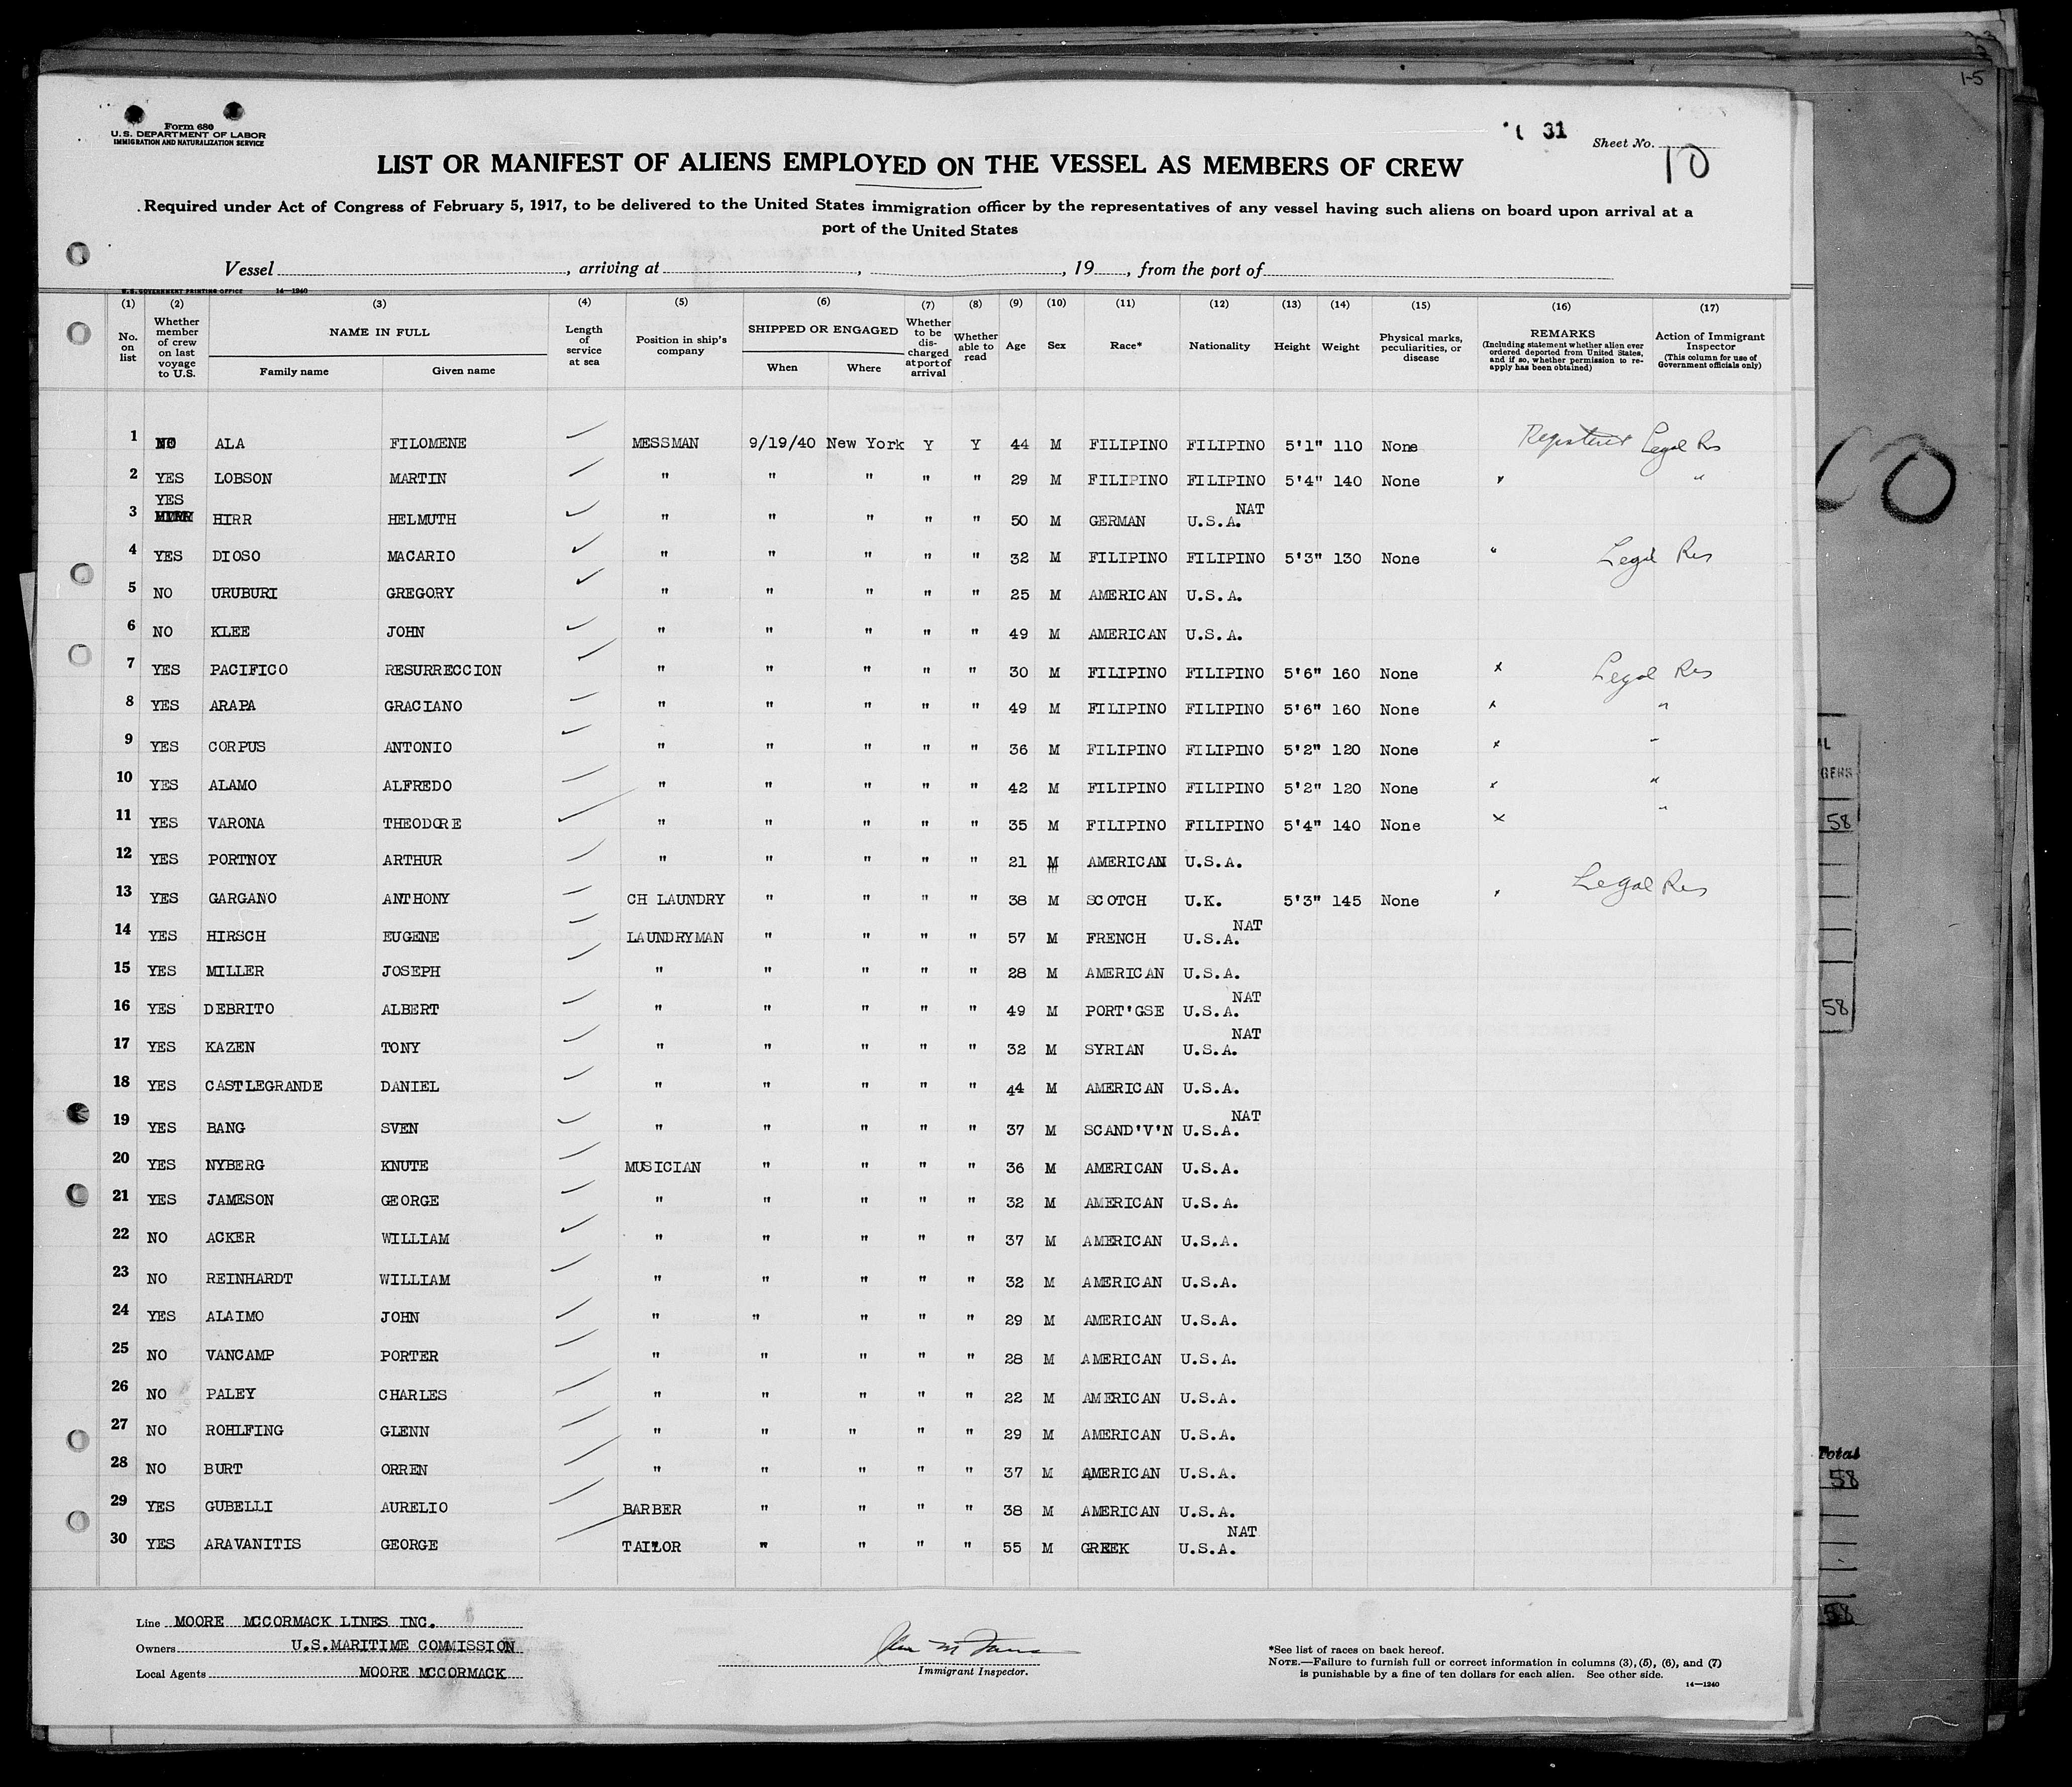 1-5
Form 680
U.S. DEPARTMENT OF LABOR
IMMIGRATION AND NATURALIZATION SERVICE
31
Sheet No. 10
LIST OR MANIFEST OF ALIENS EMPLOYED ON THE VESSEL AS MEMBERS OF CREW
Required under Act of Congress of February 5, 1917, to be delivered to the United States immigration officer by the representatives of any vessel having such aliens on board upon arrival at a
port of the United States
Vessel , arriving at , , 19 , from the port of
U.S. GOVERNMENT PRINTING OFFICE 14—1240
(1) (2) (3) (4) (5) (6) (7) (8) (9) (10) (11) (12) (13) (14) (15) (16) (17)
No. on list Whether member of crew on last voyage to U.S. NAME IN FULL Family name Given name Length of service at sea Position in ship's company SHIPPED OR ENGAGED When Where Whether to be discharged at port of arrival Whether able to read Age Sex Race* Nationality Height Weight Physical marks, peculiarities, or disease REMARKS (Including statement whether alien ever ordered deported from United States, and if so, whether permission to reapply has been obtained) Action of Immigrant Inspector (This column for use of Government officials only)
1 NO ALA FILOMENE MESSMAN 9/19/40 New York Y Y 44 M FILIPINO FILIPINO 5'1" 110 None Registered Legal Res
2 YES LOBSON MARTIN " " " " " 29 M FILIPINO FILIPINO 5'4" 140 None "
3 YES HIRR HELMUTH " " " " " 50 M GERMAN U.S.A. NAT
4 YES DIOSO MACARIO " " " " " 32 M FILIPINO FILIPINO 5'3" 130 None " Legal Res
5 NO URUBURI GREGORY " " " " " 25 M AMERICAN U.S.A.
6 NO KLEE JOHN " " " " " 49 M AMERICAN U.S.A.
7 YES PACIFICO RESURRECCION " " " " " 30 M FILIPINO FILIPINO 5'6" 160 None x Legal Res
8 YES ARAPA GRACIANO " " " " " 49 M FILIPINO FILIPINO 5'6" 160 None x "
9 YES CORPUS ANTONIO " " " " " 36 M FILIPINO FILIPINO 5'2" 120 None x "
10 YES ALAMO ALFREDO " " " " " 42 M FILIPINO FILIPINO 5'2" 120 None x "
11 YES VARONA THEODORE " " " " " 35 M FILIPINO FILIPINO 5'4" 140 None x "
12 YES PORTNOY ARTHUR " " " " " 21 M AMERICAN U.S.A.
13 YES GARGANO ANTHONY CH LAUNDRY " " " " 38 M SCOTCH U.K. 5'3" 145 None Legal Res
14 YES HIRSCH EUGENE LAUNDRYMAN " " " " 57 M FRENCH U.S.A. NAT
15 YES MILLER JOSEPH " " " " " 28 M AMERICAN U.S.A.
16 YES DEBRITO ALBERT " " " " " 49 M PORT'GSE U.S.A. NAT
17 YES KAZEN TONY " " " " " 32 M SYRIAN U.S.A. NAT
18 YES CASTLEGRANDE DANIEL " " " " " 44 M AMERICAN U.S.A.
19 YES BANG SVEN " " " " " 37 M SCAND'V'N U.S.A. NAT
20 YES NYBERG KNUTE MUSICIAN " " " " 36 M AMERICAN U.S.A.
21 YES JAMESON GEORGE " " " " " 32 M AMERICAN U.S.A.
22 NO ACKER WILLIAM " " " " " 37 M AMERICAN U.S.A.
23 NO REINHARDT WILLIAM " " " " " 32 M AMERICAN U.S.A.
24 YES ALAIMO JOHN " " " " " 29 M AMERICAN U.S.A.
25 NO VANCAMP PORTER " " " " " 28 M AMERICAN U.S.A.
26 NO PALEY CHARLES " " " " " 22 M AMERICAN U.S.A.
27 NO ROHLFING GLENN " " " " " 29 M AMERICAN U.S.A.
28 NO BURT ORREN " " " " " 37 M AMERICAN U.S.A.
29 YES GUBELLI AURELIO BARBER " " " " 38 M AMERICAN U.S.A.
30 YES ARAVANITIS GEORGE TAILOR " " " " 55 M GREEK U.S.A. NAT
58
58
Total
58
58
Line MOORE MCCORMACK LINES INC.
Owners U.S. MARITIME COMMISSION
Local Agents MOORE MCCORMACK
Immigrant Inspector.
*See list of races on back hereof.
NOTE.—Failure to furnish full or correct information in columns (3), (5), (6), and (7)
is punishable by a fine of ten dollars for each alien. See other side.
14—1240